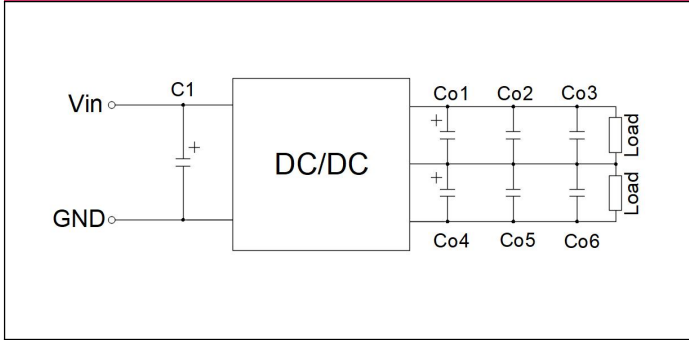 C1
Co1 Co2 Co3
Vin
+
+
Load
DC/DC
+
+
Load
GND
Co4 Co5 Co6